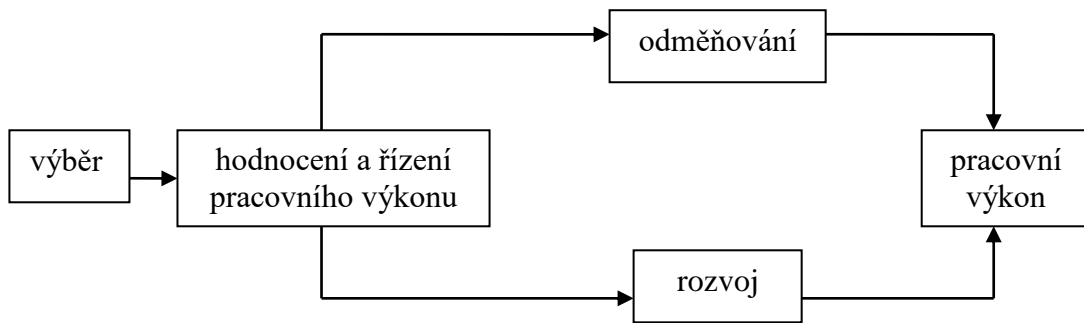 odměňování
výběr
hodnocení a řízení
pracovního výkonu
pracovní
výkon
rozvoj